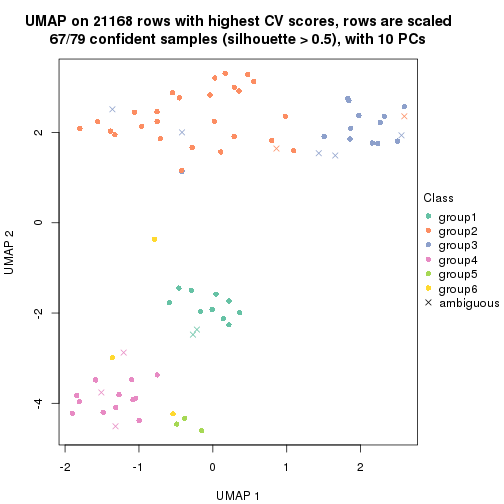 UMAP on 21168 rows with highest CV scores, rows are scaled
67/79 confident samples (silhouette > 0.5), with 10 PCs
UMAP 2
2
0
-2
-4
-2
-1
0
1
2
UMAP 1
Class
group1
group2
group3
group4
group5
group6
ambiguous